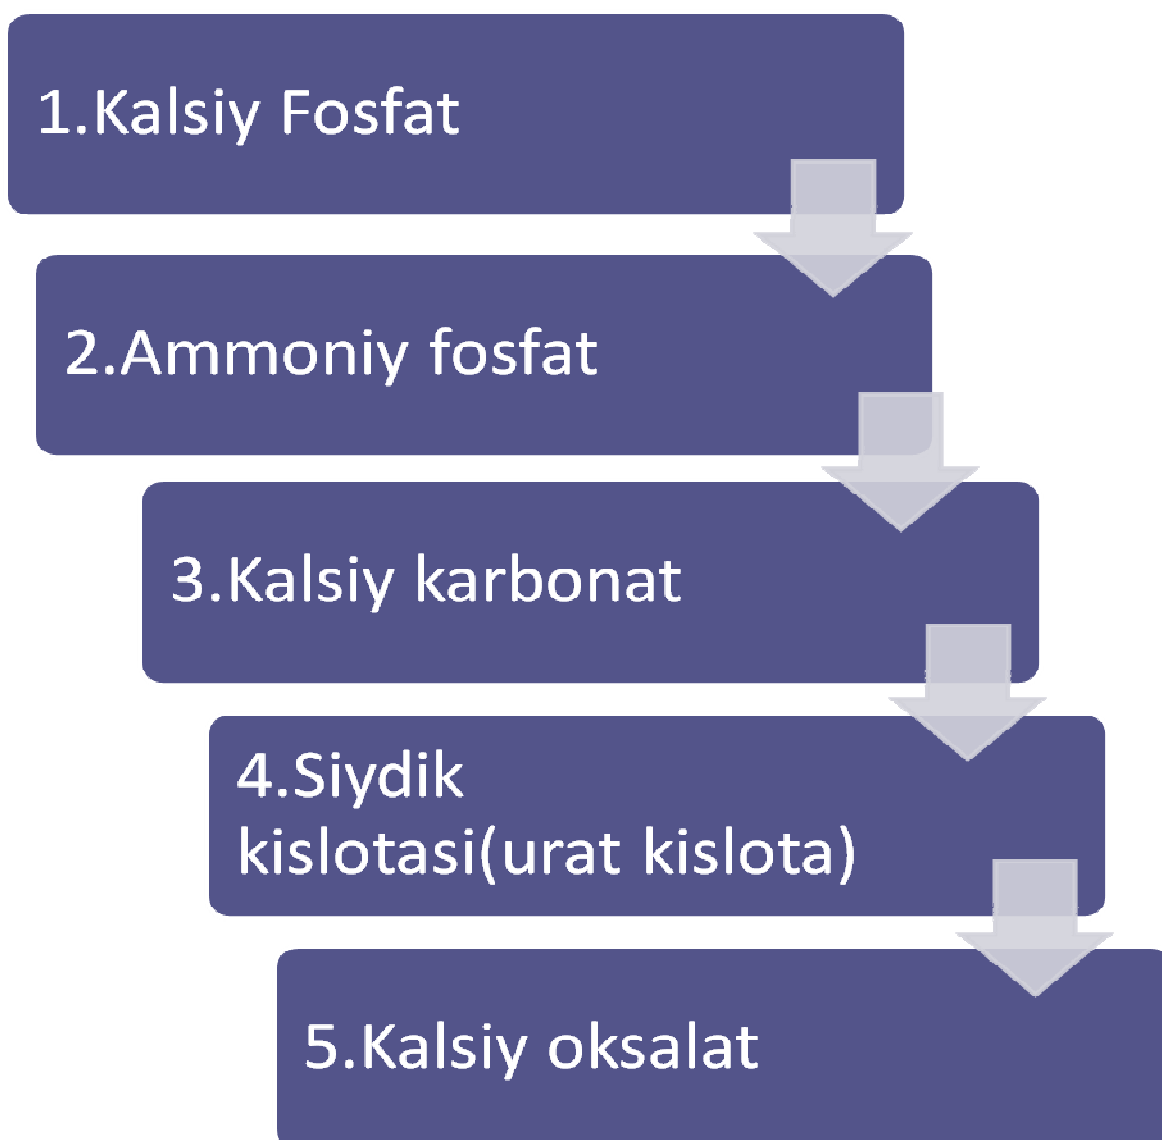 1.Kalsiy Fosfat
2.Ammoniy fosfat
3.Kalsiy karbonat
4.Siydik
kislotasi(urat kislota)
5.Kalsiy oksalat